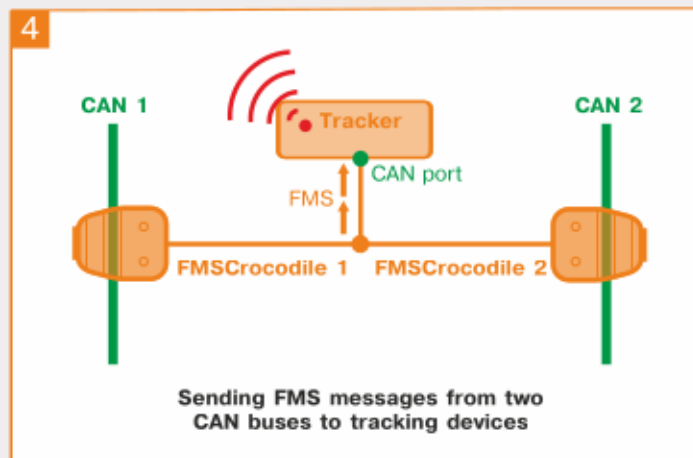 4
CAN 1
CAN 2
Tracker
CAN port
FMS
FMSCrocodile 1
FMSCrocodile 2
Sending FMS messages from two
CAN buses to tracking devices